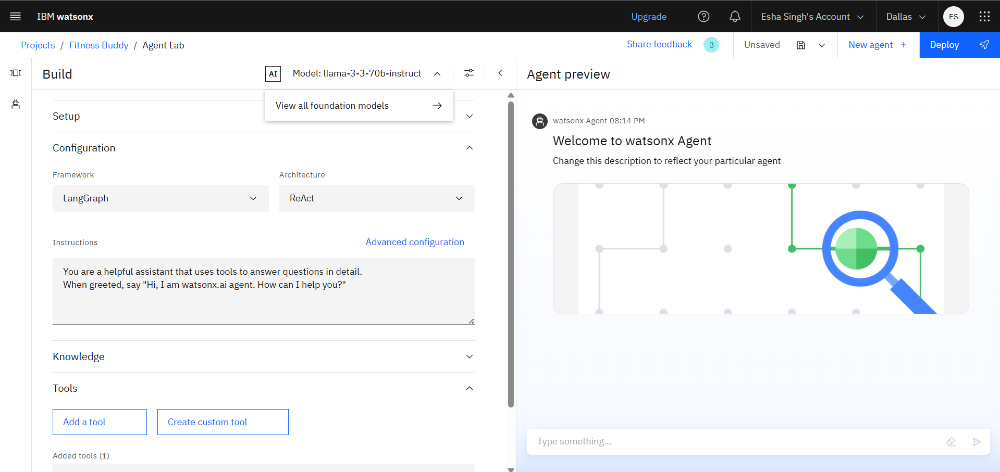 IBM watsonx
Upgrade
Esha Singh's Account
Dallas
ES
Projects / Fitness Buddy / Agent Lab
Share feedback
β
Unsaved
New agent +
Deploy
Build
AI
Model: llama-3-3-70b-instruct
View all foundation models
Setup
Configuration
Framework
Architecture
LangGraph
ReAct
Instructions
Advanced configuration
You are a helpful assistant that uses tools to answer questions in detail.
When greeted, say "Hi, I am watsonx.ai agent. How can I help you?"
Knowledge
Tools
Add a tool
Create custom tool
Added tools (1)
Agent preview
watsonx Agent 08:14 PM
Welcome to watsonx Agent
Change this description to reflect your particular agent
Type something...